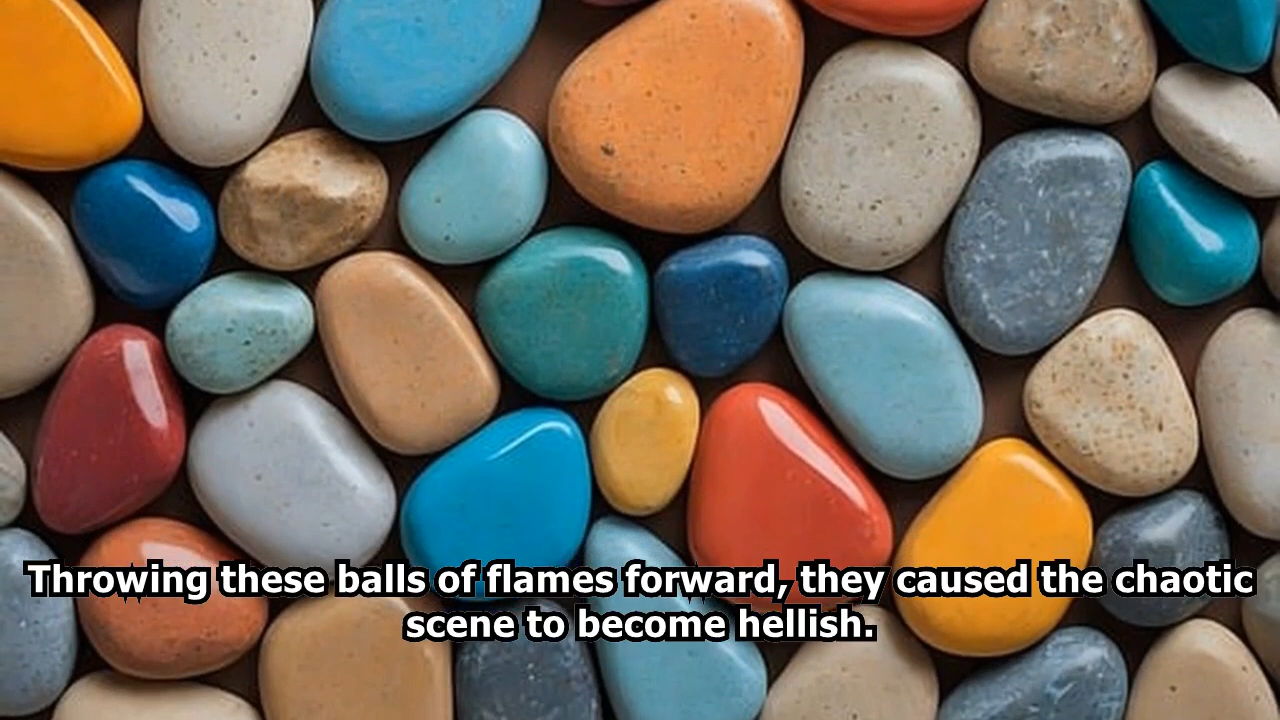 Throwing these balls of flames forward, they caused the chaotic
scene to become hellish.